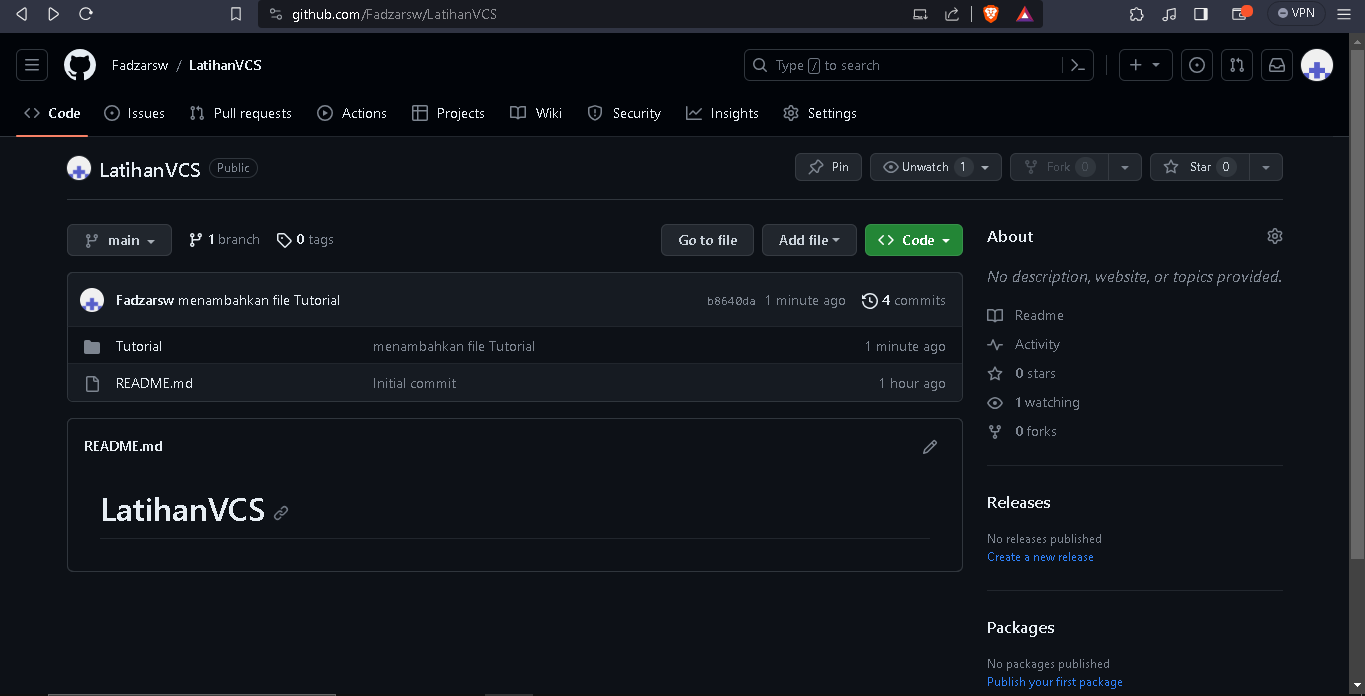 github.com/Fadzarsw/LatihanVCS
VPN
Fadzarsw / LatihanVCS
Type / to search
Code Issues Pull requests Actions Projects Wiki Security Insights Settings
LatihanVCS Public
Pin Unwatch 1 Fork 0 Star 0
main 1 branch 0 tags Go to file Add file Code
Fadzarsw menambahkan file Tutorial b8640da 1 minute ago 4 commits
Tutorial menambahkan file Tutorial 1 minute ago
README.md Initial commit 1 hour ago
README.md
LatihanVCS
About
No description, website, or topics provided.
Readme
Activity
0 stars
1 watching
0 forks
Releases
No releases published
Create a new release
Packages
No packages published
Publish your first package